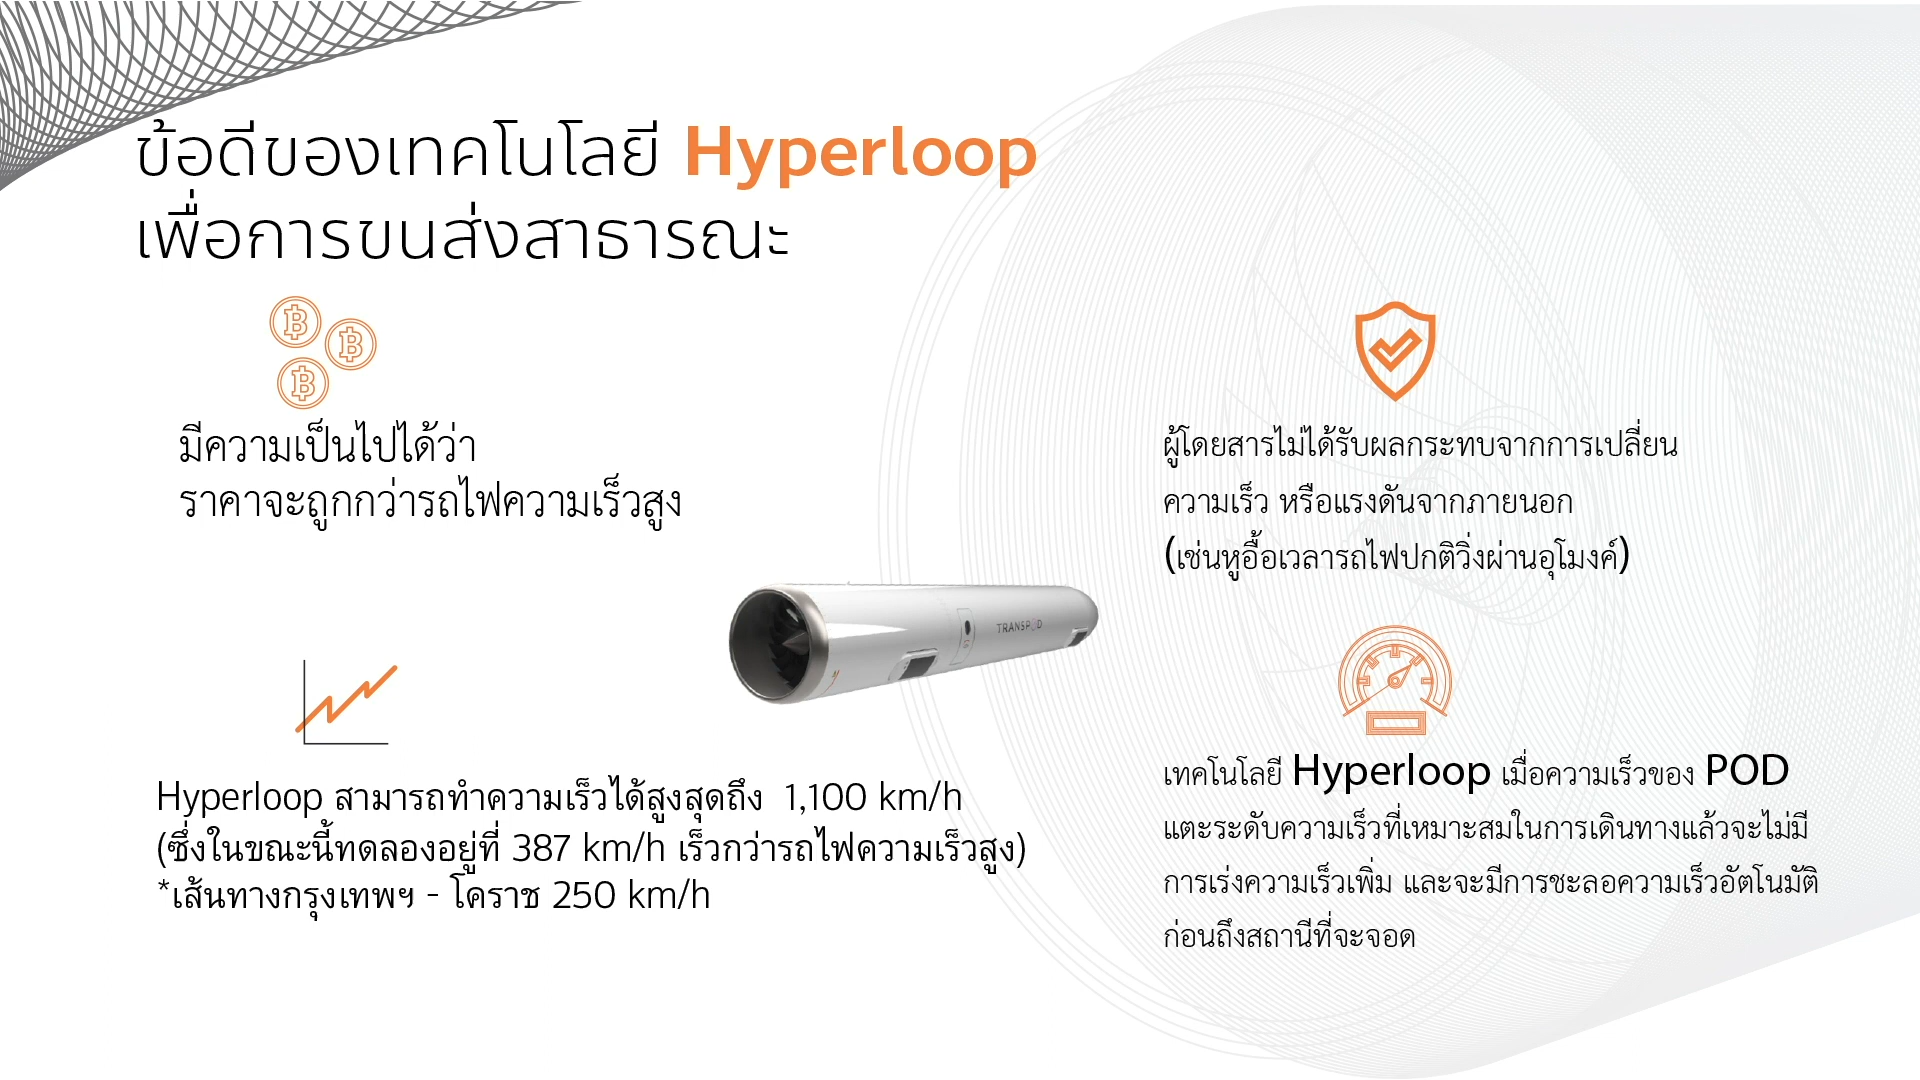 ข้อดีของเทคโนโลยี Hyperloop
เพื่อการขนส่งสาธารณะ
มีความเป็นไปได้ว่า
ราคาจะถูกกว่ารถไฟความเร็วสูง
ผู้โดยสารไม่ได้รับผลกระทบจากการเปลี่ยน
ความเร็ว หรือแรงดันจากภายนอก
(เช่นหูอื้อเวลารถไฟปกติวิ่งผ่านอุโมงค์)
TRANSPOD
Hyperloop สามารถทำความเร็วได้สูงสุดถึง 1,100 km/h
(ซึ่งในขณะนี้ทดลองอยู่ที่ 387 km/h เร็วกว่ารถไฟความเร็วสูง)
*เส้นทางกรุงเทพฯ - โคราช 250 km/h
เทคโนโลยี Hyperloop เมื่อความเร็วของ POD
แตะระดับความเร็วที่เหมาะสมในการเดินทางแล้วจะไม่มี
การเร่งความเร็วเพิ่ม และจะมีการชะลอความเร็วอัตโนมัติ
ก่อนถึงสถานีที่จะจอด